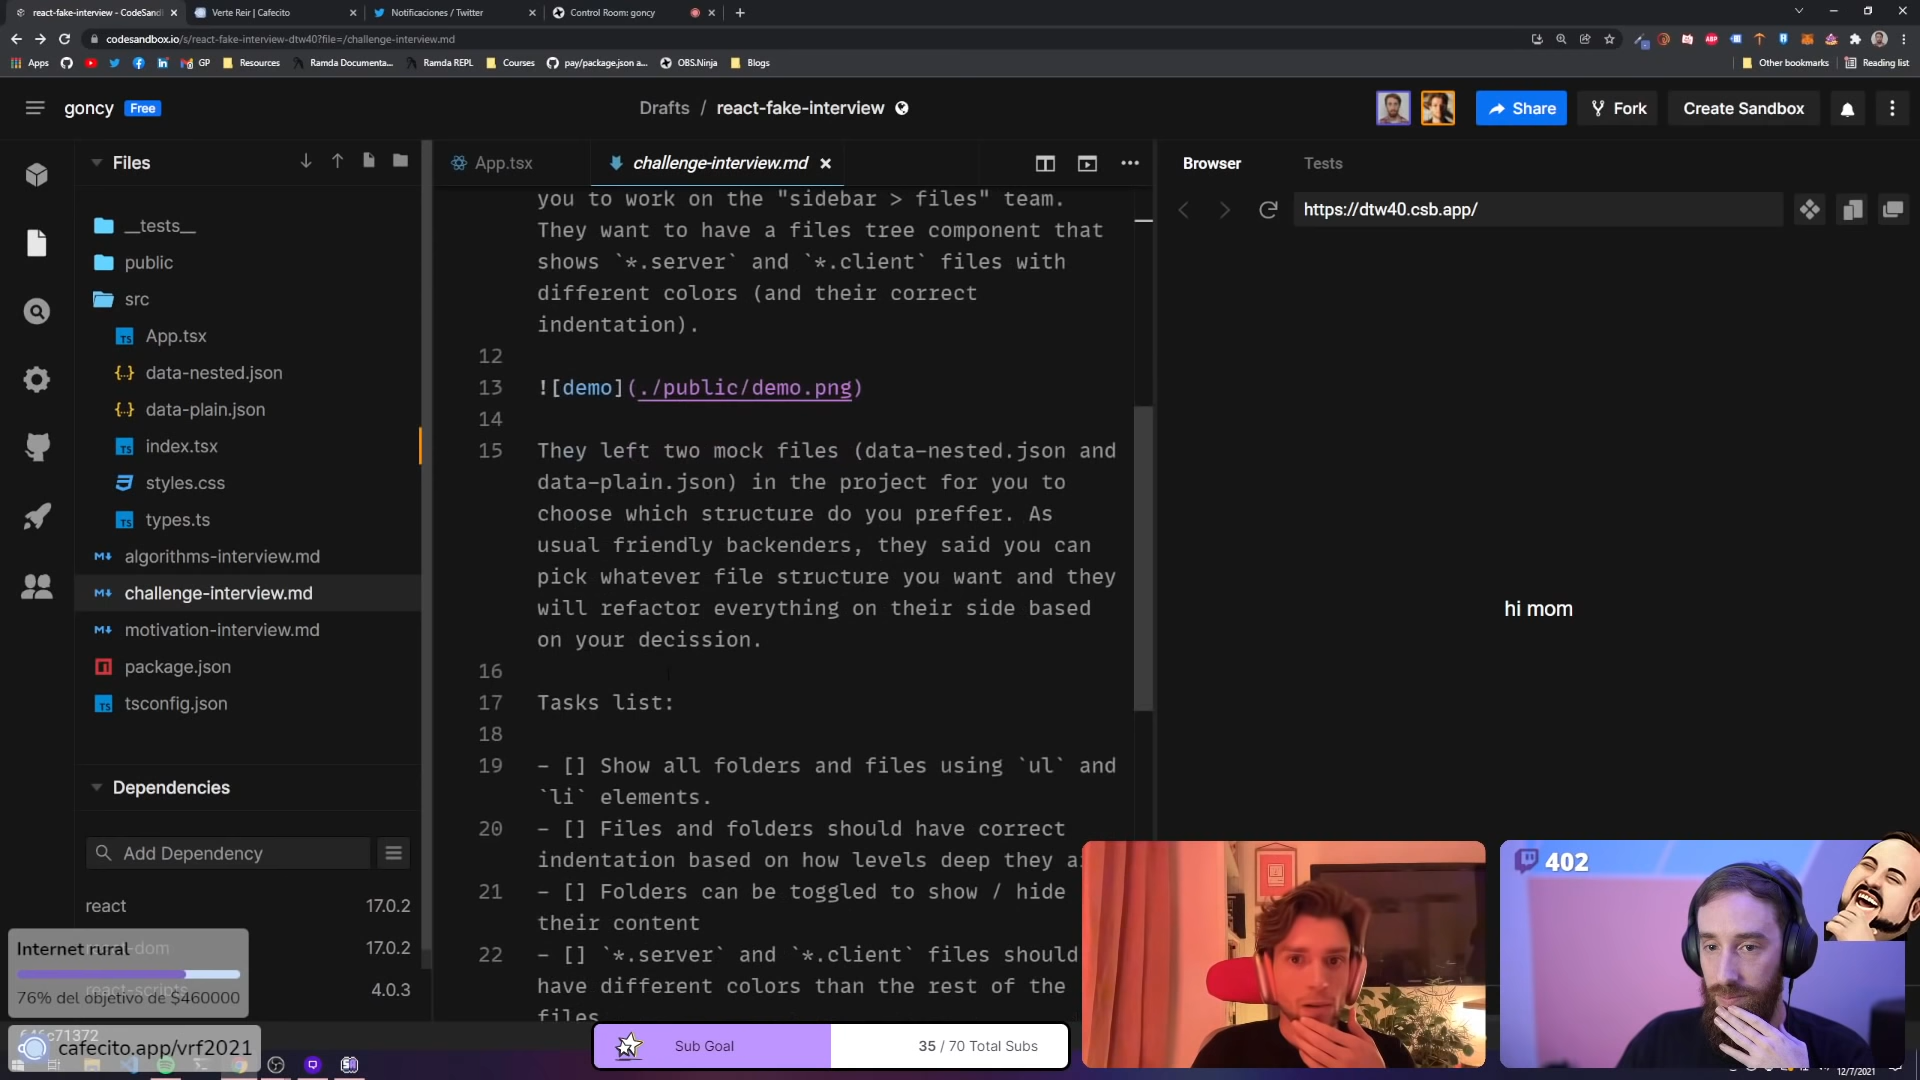 react-fake-interview - CodeSand
Verte Reir | Cafecito
Notificaciones / Twitter
Control Room: goncy
codesandbox.io/s/react-fake-interview-dtw40?file=/challenge-interview.md
Apps
GP
Resources
Ramda Documenta...
Ramda REPL
Courses
pay/package.json a...
OBS.Ninja
Blogs
Other bookmarks
Reading list
goncy
Free
Drafts / react-fake-interview
Share
Fork
Create Sandbox
Files
App.tsx
challenge-interview.md
Browser
Tests
https://dtw40.csb.app/
__tests__
public
src
App.tsx
data-nested.json
data-plain.json
index.tsx
styles.css
types.ts
algorithms-interview.md
challenge-interview.md
motivation-interview.md
package.json
tsconfig.json
Dependencies
Add Dependency
react 17.0.2
17.0.2
4.0.3
you to work on the "sidebar > files" team.
They want to have a files tree component that
shows `*.server` and `*.client` files with
different colors (and their correct
indentation).
12
13 ![demo](./public/demo.png)
14
15 They left two mock files (data-nested.json and
data-plain.json) in the project for you to
choose which structure do you preffer. As
usual friendly backenders, they said you can
pick whatever file structure you want and they
will refactor everything on their side based
on your decission.
16
17 Tasks list:
18
19 - [] Show all folders and files using `ul` and
`li` elements.
20 - [] Files and folders should have correct
indentation based on how levels deep they a
21 - [] Folders can be toggled to show / hide
their content
22 - [] `*.server` and `*.client` files should
have different colors than the rest of the
files
hi mom
Internet rural
76% del objetivo de $460000
cafecito.app/vrf2021
Sub Goal
35 / 70 Total Subs
402
12/7/2021